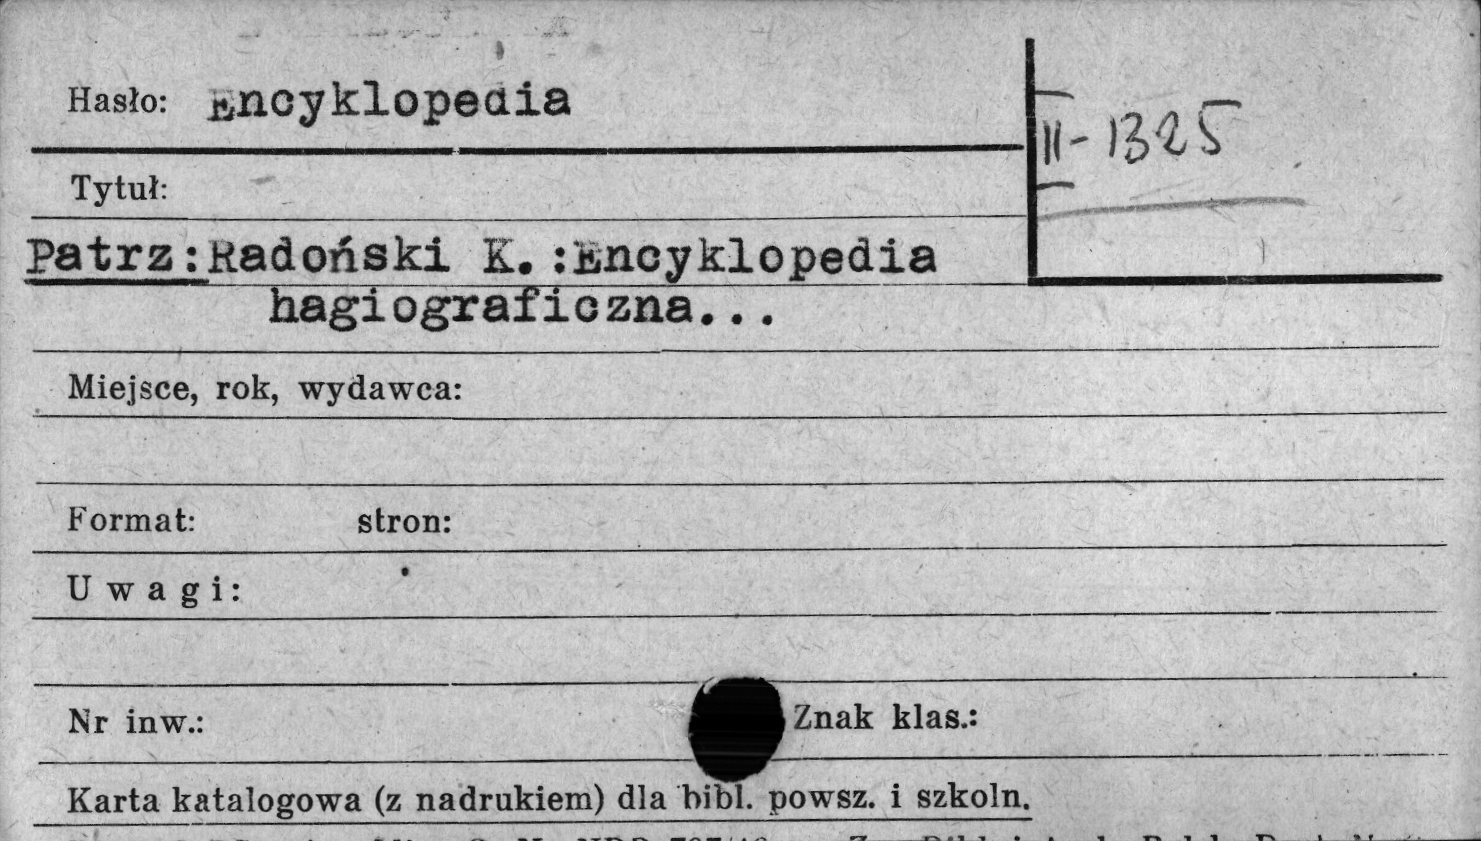 Hasło: Encyklopedia
II-1325
Tytuł:
Patrz: Radoński K.: Encyklopedia
hagiograficzna...
Miejsce, rok, wydawca:
Format: stron:
Uwagi:
Nr inw.: Znak klas.:
Karta katalogowa (z nadrukiem) dla bibl. powsz. i szkoln.